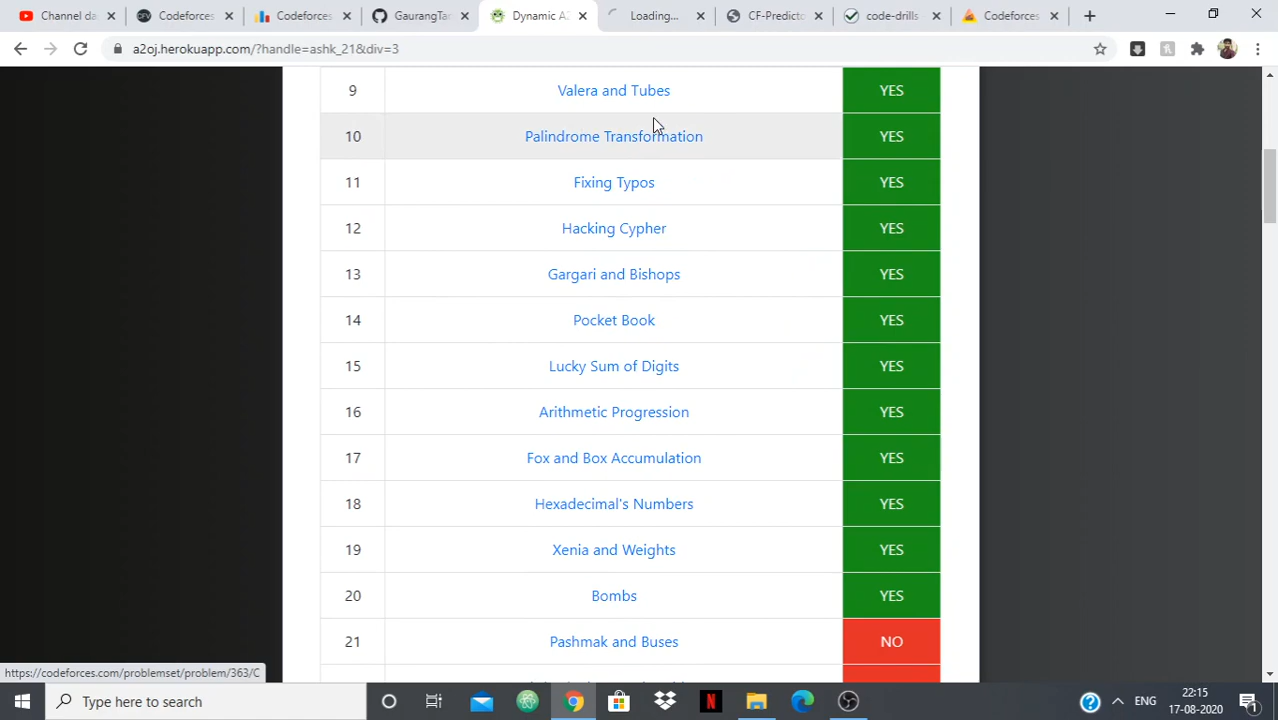 Channel da
Codeforces
Codeforces
GaurangTan
Dynamic A2
Loading...
CF-Predicto
code-drills
Codeforces
a2oj.herokuapp.com/?handle=ashk_21&div=3
9 Valera and Tubes YES
10 Palindrome Transformation YES
11 Fixing Typos YES
12 Hacking Cypher YES
13 Gargari and Bishops YES
14 Pocket Book YES
15 Lucky Sum of Digits YES
16 Arithmetic Progression YES
17 Fox and Box Accumulation YES
18 Hexadecimal's Numbers YES
19 Xenia and Weights YES
20 Bombs YES
21 Pashmak and Buses NO
https://codeforces.com/problemset/problem/363/C
Type here to search
ENG
22:15
17-08-2020